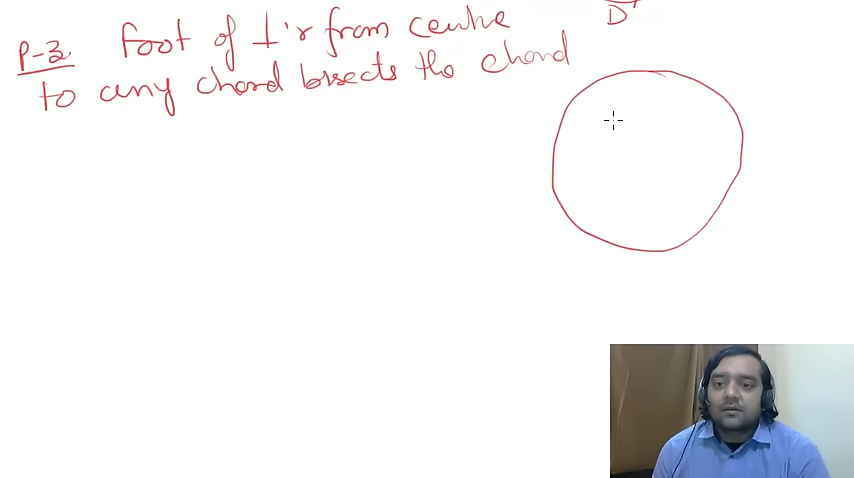 D
P-3. Foot of ⊥'r from centre
to any chord bisects the chord